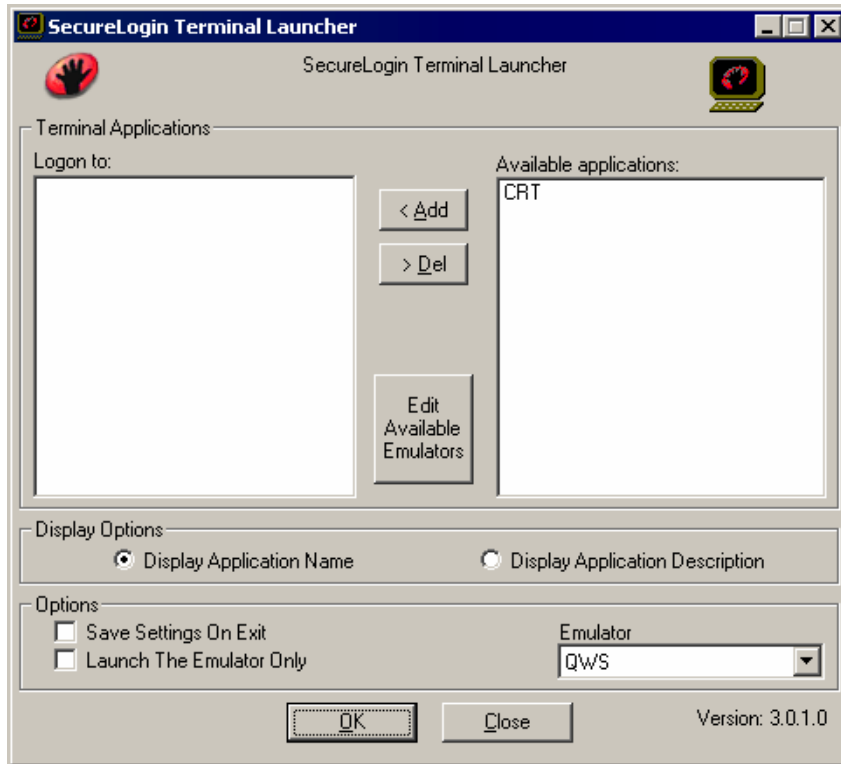 SecureLogin Terminal Launcher
SecureLogin Terminal Launcher
Terminal Applications
Logon to:
Available applications:
CRT
< Add
> Del
Edit
Available
Emulators
Display Options
Display Application Name
Display Application Description
Options
Save Settings On Exit
Emulator
Launch The Emulator Only
QWS
OK
Close
Version: 3.0.1.0